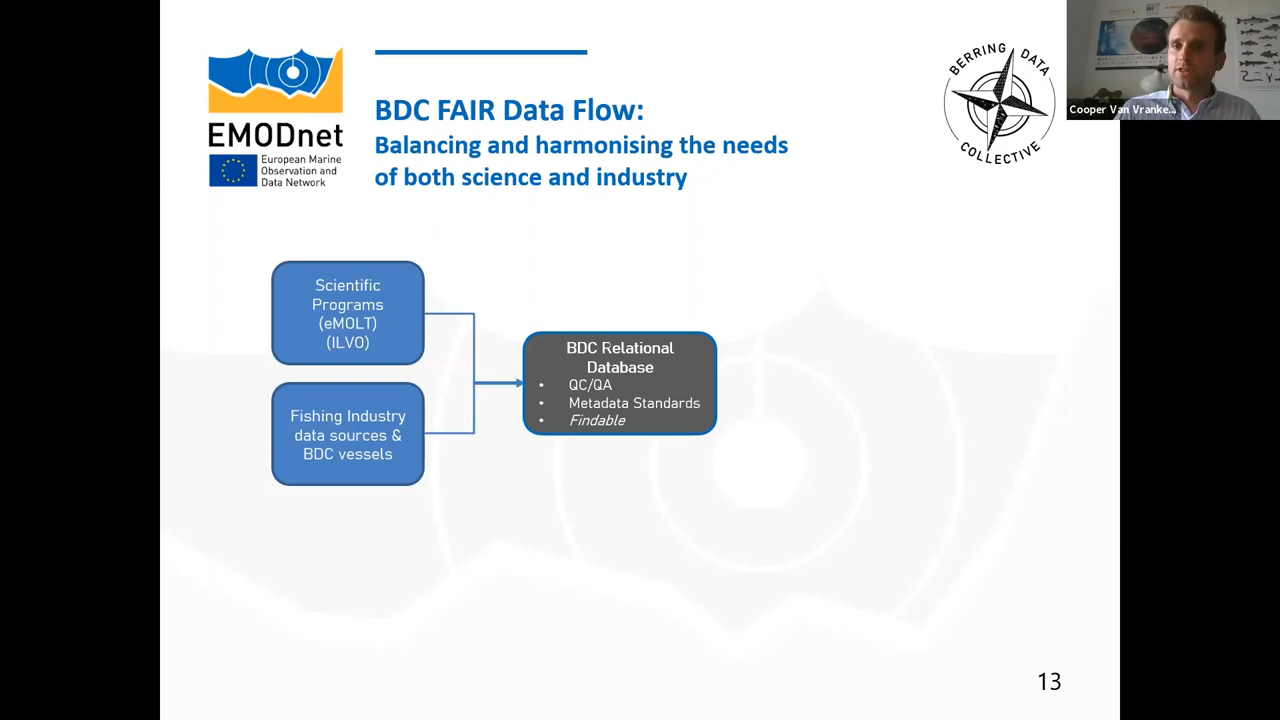 EMODnet
European Marine
Observation and
Data Network
BDC FAIR Data Flow:
Balancing and harmonising the needs
of both science and industry
BERRING DATA
COLLECTIVE
Cooper Van Vranke...
Scientific
Programs
(eMOLT)
(ILVO)
Fishing Industry
data sources &
BDC vessels
BDC Relational
Database
• QC/QA
• Metadata Standards
• Findable
13